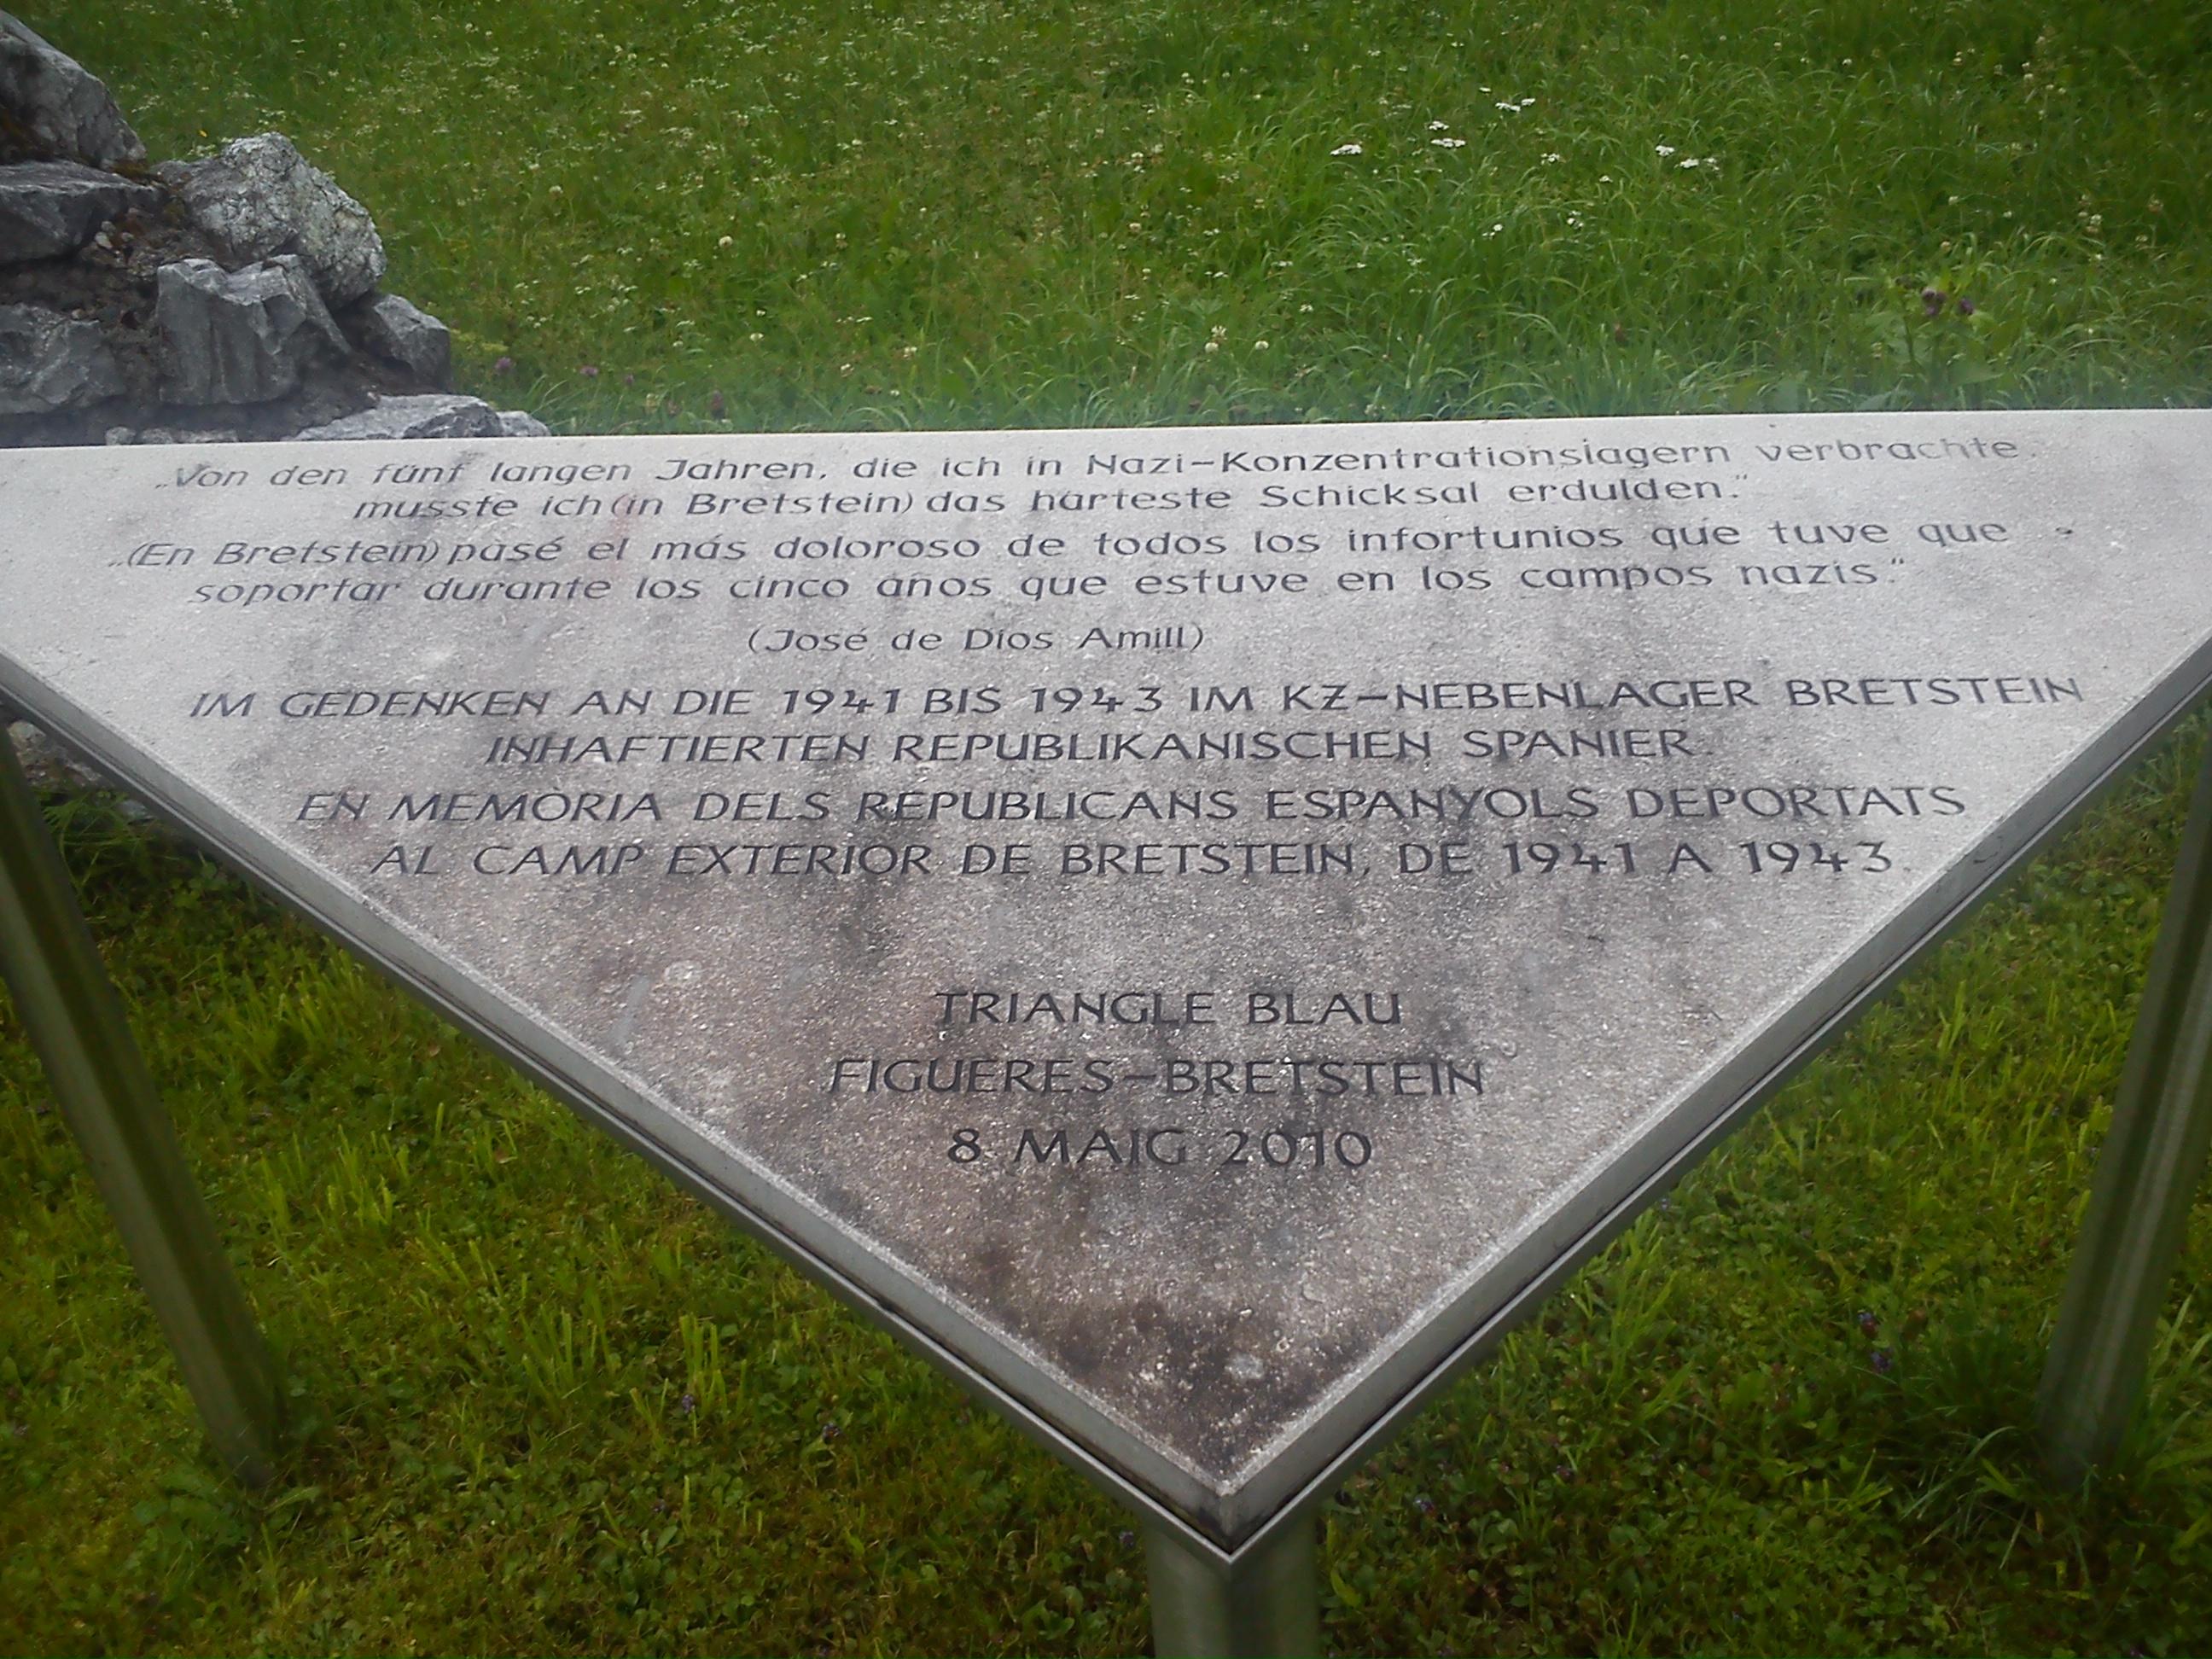 „Von den fünf langen Jahren, die ich in Nazi-Konzentrationslagern verbrachte,
musste ich (in Bretstein) das härteste Schicksal erdulden.“
„(En Bretstein) pasé el más doloroso de todos los infortunios que tuve que
soportar durante los cinco años que estuve en los campos nazis.“
(José de Dios Amill)
IM GEDENKEN AN DIE 1941 BIS 1943 IM KZ-NEBENLAGER BRETSTEIN
INHAFTIERTEN REPUBLIKANISCHEN SPANIER.
EN MEMÒRIA DELS REPUBLICANS ESPANYOLS DEPORTATS
AL CAMP EXTERIOR DE BRETSTEIN, DE 1941 A 1943.
TRIANGLE BLAU
FIGUERES-BRETSTEIN
8 MAIG 2010